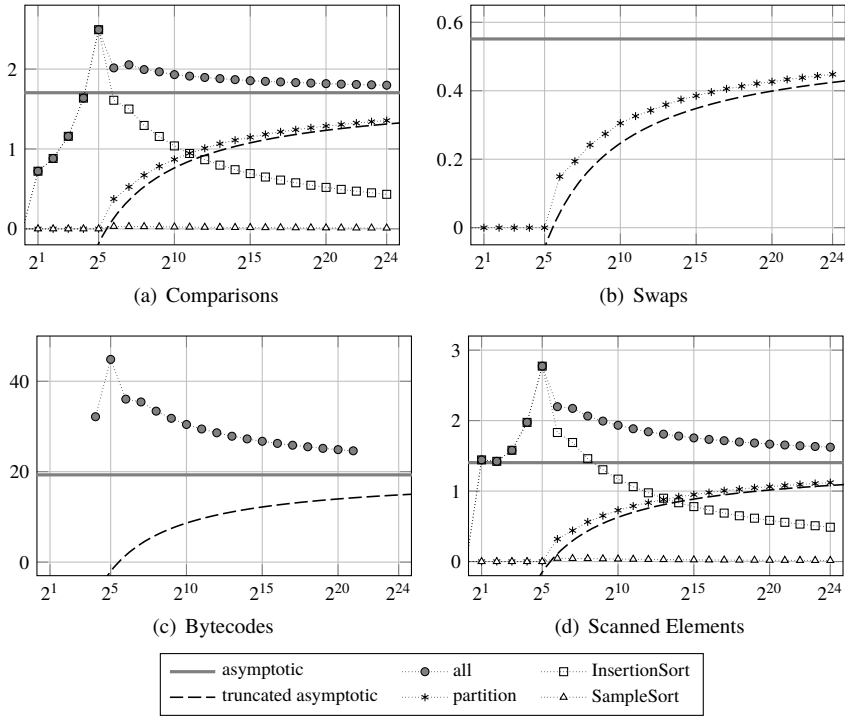 2
1
0
2^1 2^5 2^10 2^15 2^20 2^24
(a) Comparisons
0.6
0.4
0.2
0
2^1 2^5 2^10 2^15 2^20 2^24
(b) Swaps
40
20
0
2^1 2^5 2^10 2^15 2^20 2^24
(c) Bytecodes
3
2
1
0
2^1 2^5 2^10 2^15 2^20 2^24
(d) Scanned Elements
asymptotic all InsertionSort
truncated asymptotic partition SampleSort